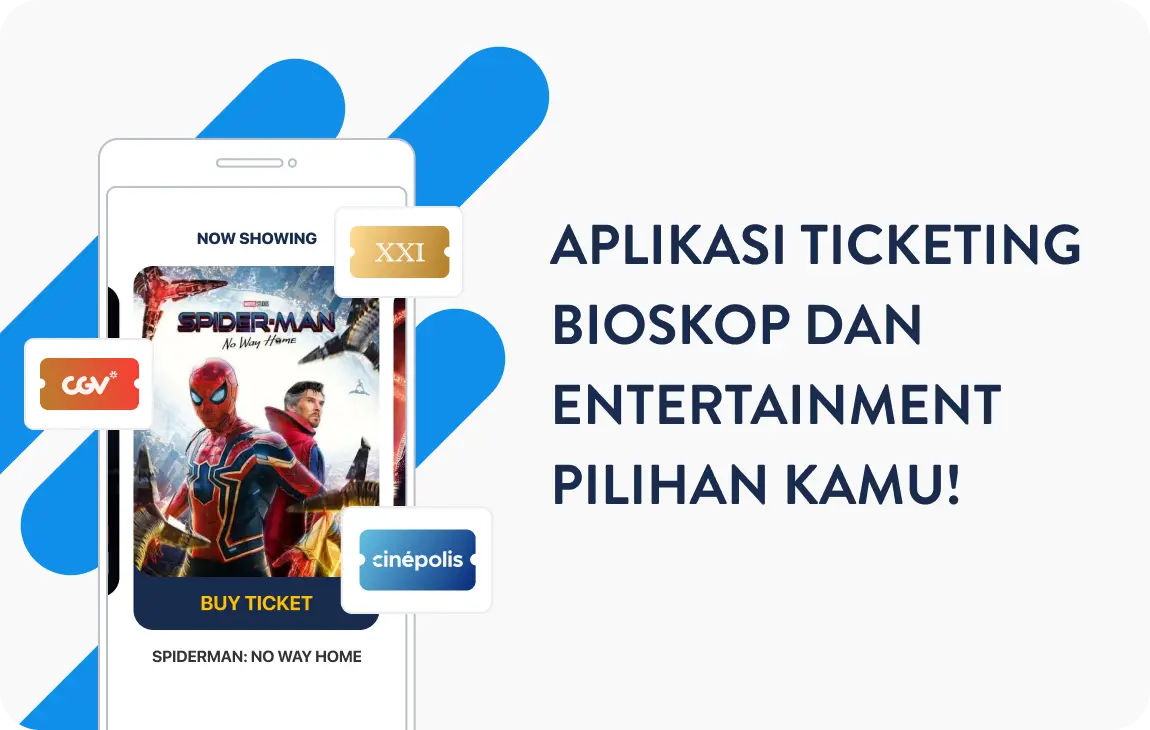 NOW SHOWING
XXI
MARVEL STUDIOS
SPIDER-MAN
No Way Home
CGV*
cinépolis
BUY TICKET
SPIDERMAN: NO WAY HOME
APLIKASI TICKETING
BIOSKOP DAN
ENTERTAINMENT
PILIHAN KAMU!